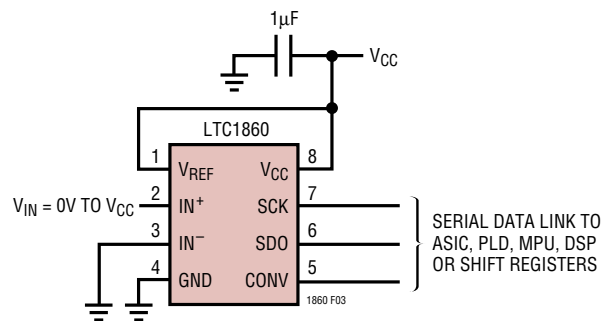 1µF
VCC
LTC1860
1 VREF VCC 8
VIN = 0V TO VCC 2 IN+ SCK 7
3 IN− SDO 6
4 GND CONV 5
SERIAL DATA LINK TO
ASIC, PLD, MPU, DSP
OR SHIFT REGISTERS
1860 F03